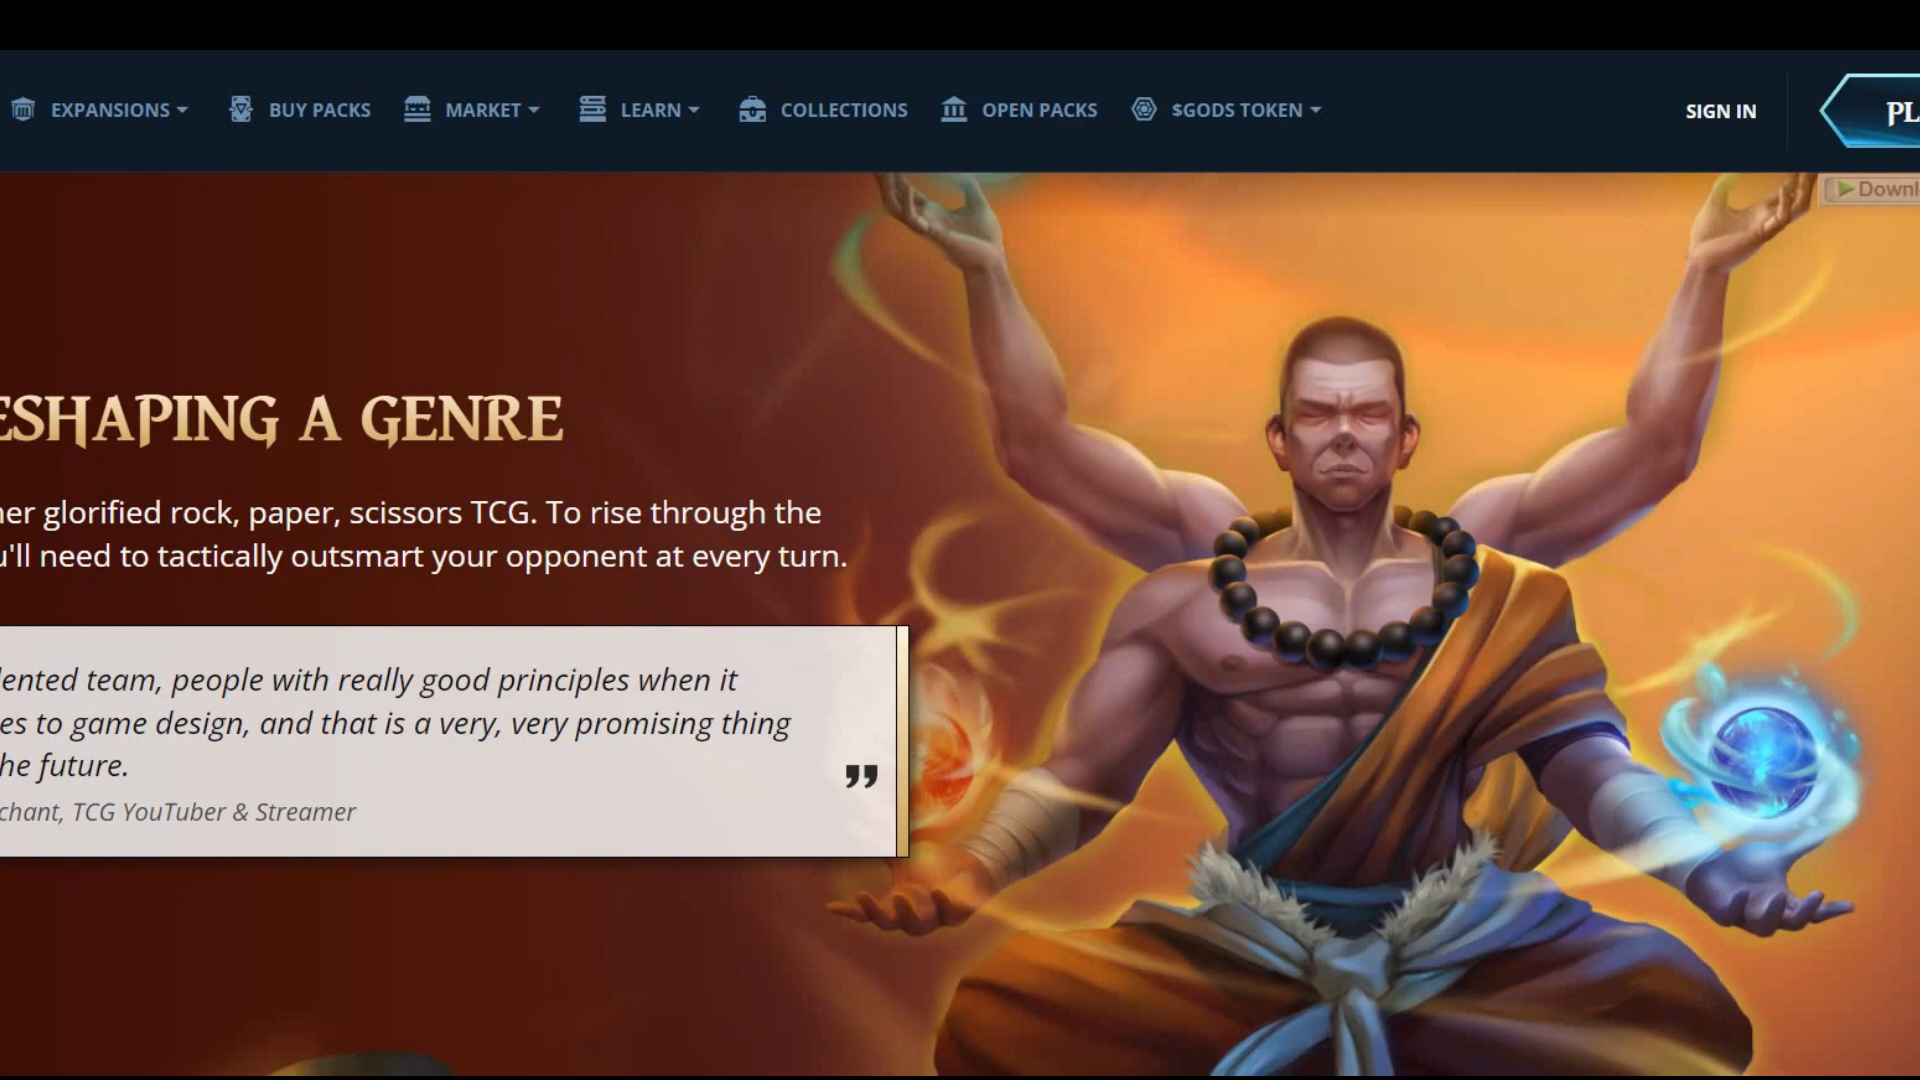 EXPANSIONS BUY PACKS MARKET LEARN COLLECTIONS OPEN PACKS $GODS TOKEN SIGN IN PL
Downl
ESHAPING A GENRE
her glorified rock, paper, scissors TCG. To rise through the
u'll need to tactically outsmart your opponent at every turn.
lented team, people with really good principles when it
es to game design, and that is a very, very promising thing
he future.
”
chant, TCG YouTuber & Streamer